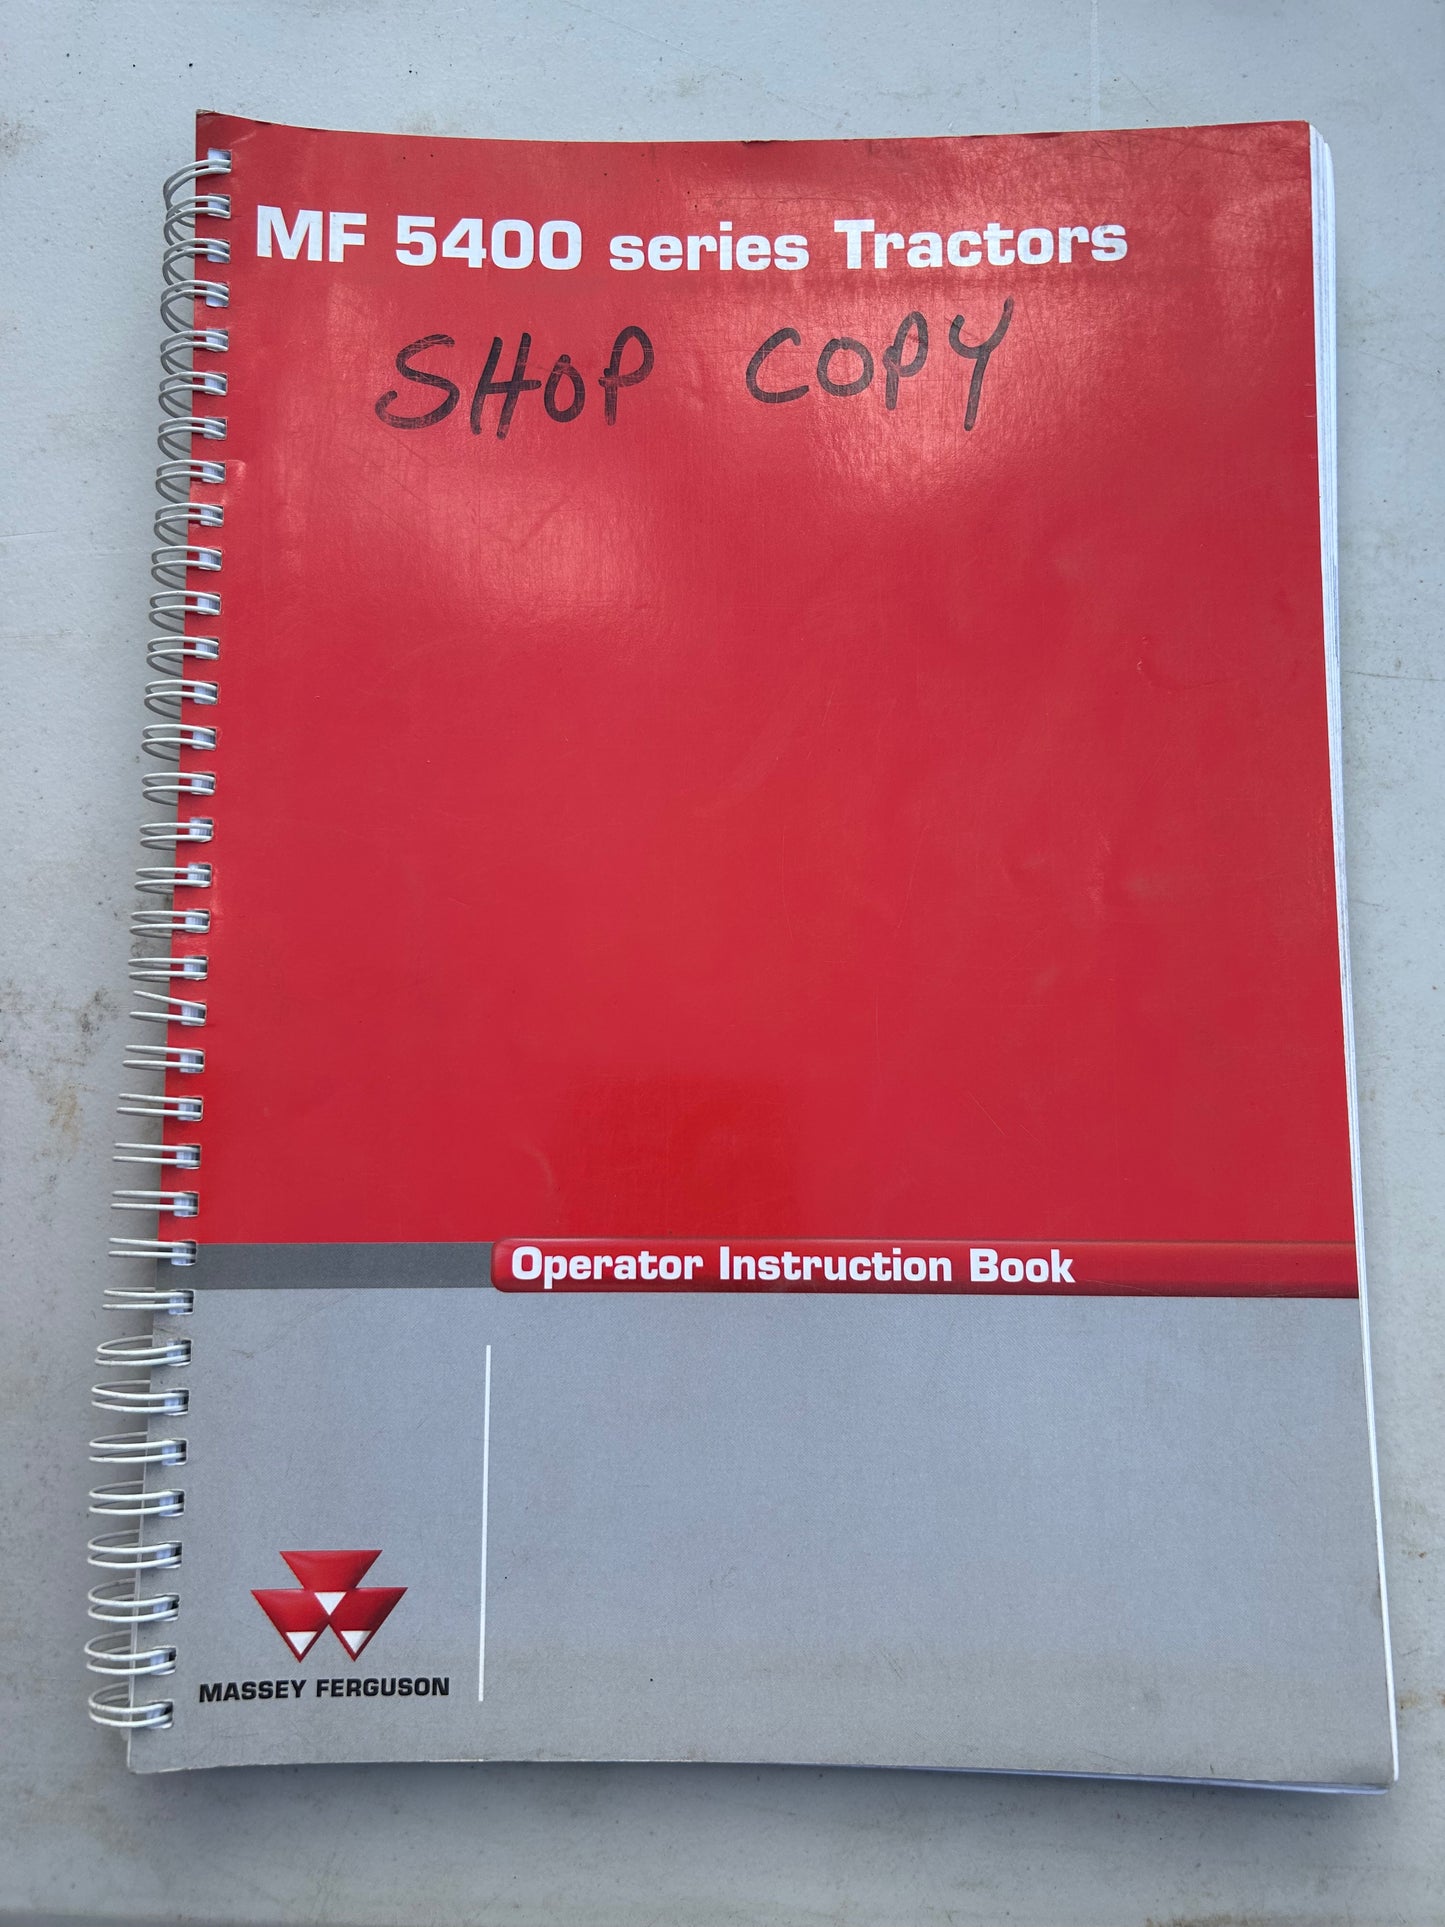 MF 5400 series Tractors
SHOP COPY
Operator Instruction Book
MASSEY FERGUSON